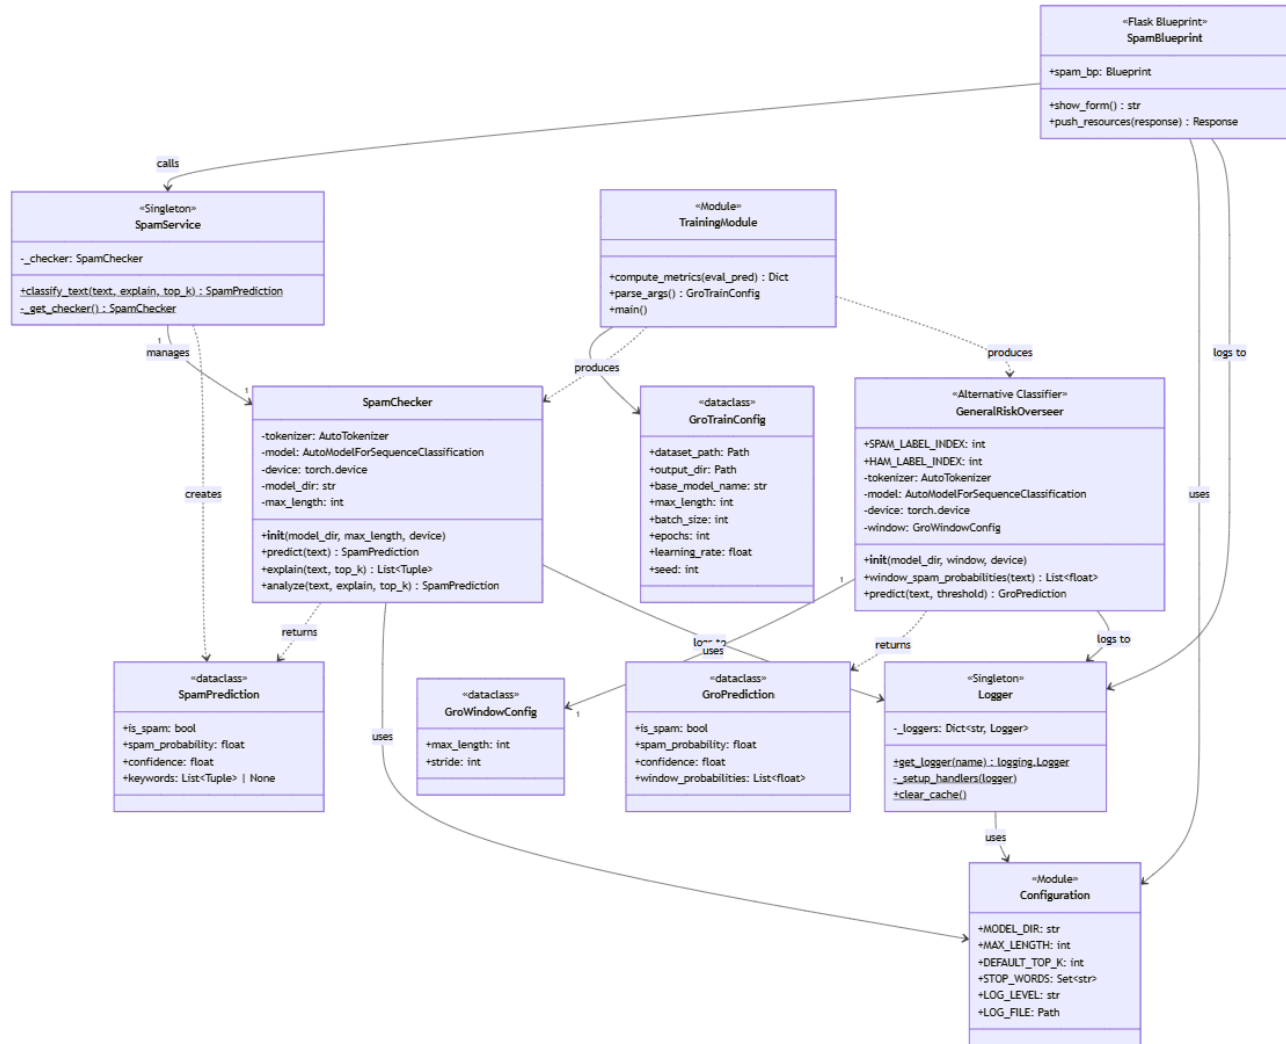 «Flask Blueprint»
SpamBlueprint
+spam_bp: Blueprint
+show_form() : str
+push_resources(response) : Response
calls
«Singleton»
SpamService
-_checker: SpamChecker
+classify_text(text, explain, top_k) : SpamPrediction
-_get_checker() : SpamChecker
«Module»
TrainingModule
+compute_metrics(eval_pred) : Dict
+parse_args() : GroTrainConfig
+main()
1
manages
1
produces
produces
logs to
SpamChecker
-tokenizer: AutoTokenizer
-model: AutoModelForSequenceClassification
-device: torch.device
-model_dir: str
-max_length: int
+init(model_dir, max_length, device)
+predict(text) : SpamPrediction
+explain(text, top_k) : List<Tuple>
+analyze(text, explain, top_k) : SpamPrediction
«dataclass»
GroTrainConfig
+dataset_path: Path
+output_dir: Path
+base_model_name: str
+max_length: int
+batch_size: int
+epochs: int
+learning_rate: float
+seed: int
«Alternative Classifier»
GeneralRiskOverseer
+SPAM_LABEL_INDEX: int
+HAM_LABEL_INDEX: int
-tokenizer: AutoTokenizer
-model: AutoModelForSequenceClassification
-device: torch.device
-window: GroWindowConfig
+init(model_dir, window, device)
+window_spam_probabilities(text) : List<float>
+predict(text, threshold) : GroPrediction
creates
uses
1
returns
logs to
uses
returns
logs to
«dataclass»
SpamPrediction
+is_spam: bool
+spam_probability: float
+confidence: float
+keywords: List<Tuple> | None
uses
«dataclass»
GroWindowConfig
+max_length: int
+stride: int
1
«dataclass»
GroPrediction
+is_spam: bool
+spam_probability: float
+confidence: float
+window_probabilities: List<float>
«Singleton»
Logger
-_loggers: Dict<str, Logger>
+get_logger(name) : logging.Logger
-_setup_handlers(logger)
+clear_cache()
uses
«Module»
Configuration
+MODEL_DIR: str
+MAX_LENGTH: int
+DEFAULT_TOP_K: int
+STOP_WORDS: Set<str>
+LOG_LEVEL: str
+LOG_FILE: Path